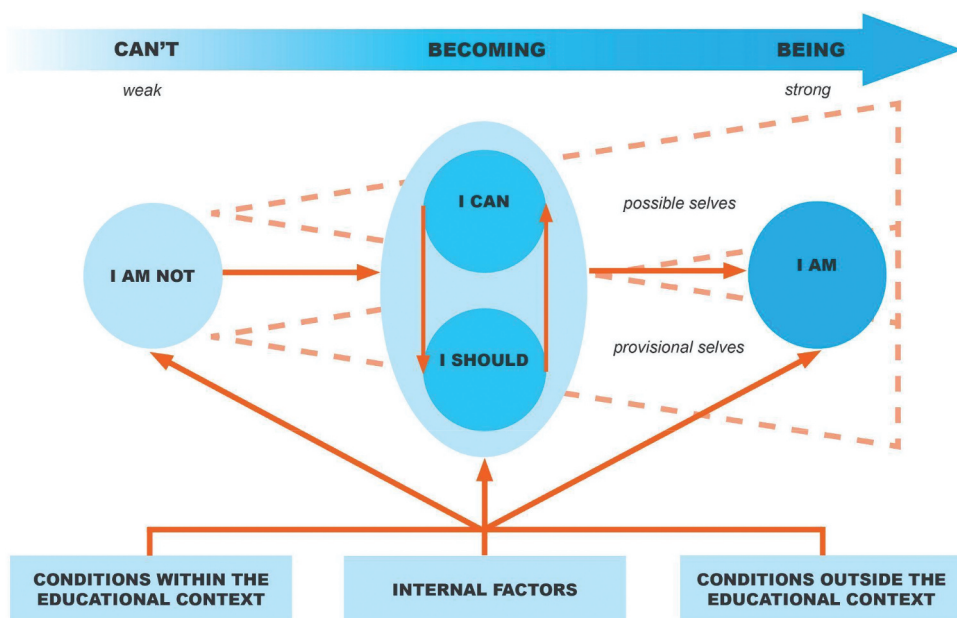 CAN'T BECOMING BEING
weak strong
I CAN
possible selves
I AM NOT I AM
provisional selves
I SHOULD
CONDITIONS WITHIN THE
EDUCATIONAL CONTEXT
INTERNAL FACTORS
CONDITIONS OUTSIDE THE
EDUCATIONAL CONTEXT